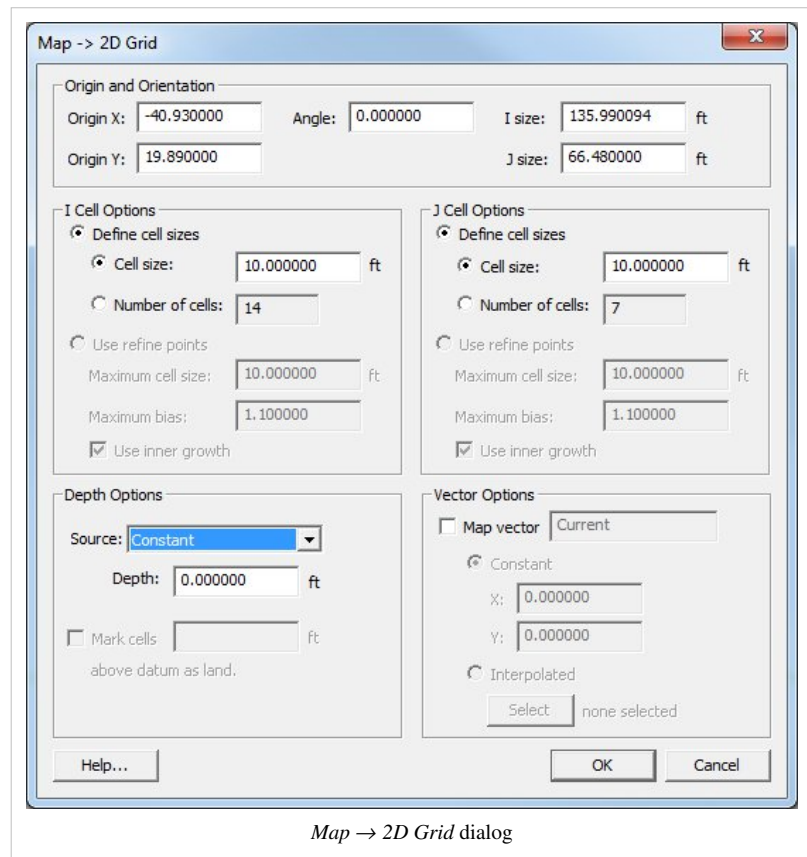 Map -> 2D Grid
Origin and Orientation
Origin X: -40.930000 Angle: 0.000000 I size: 135.990094 ft
Origin Y: 19.890000 J size: 66.480000 ft
I Cell Options
Define cell sizes
Cell size: 10.000000 ft
Number of cells: 14
Use refine points
Maximum cell size: 10.000000 ft
Maximum bias: 1.100000
Use inner growth
J Cell Options
Define cell sizes
Cell size: 10.000000 ft
Number of cells: 7
Use refine points
Maximum cell size: 10.000000 ft
Maximum bias: 1.100000
Use inner growth
Depth Options
Source: Constant
Depth: 0.000000 ft
Mark cells ft
above datum as land.
Vector Options
Map vector Current
Constant
X: 0.000000
Y: 0.000000
Interpolated
Select none selected
Help... OK Cancel
Map → 2D Grid dialog